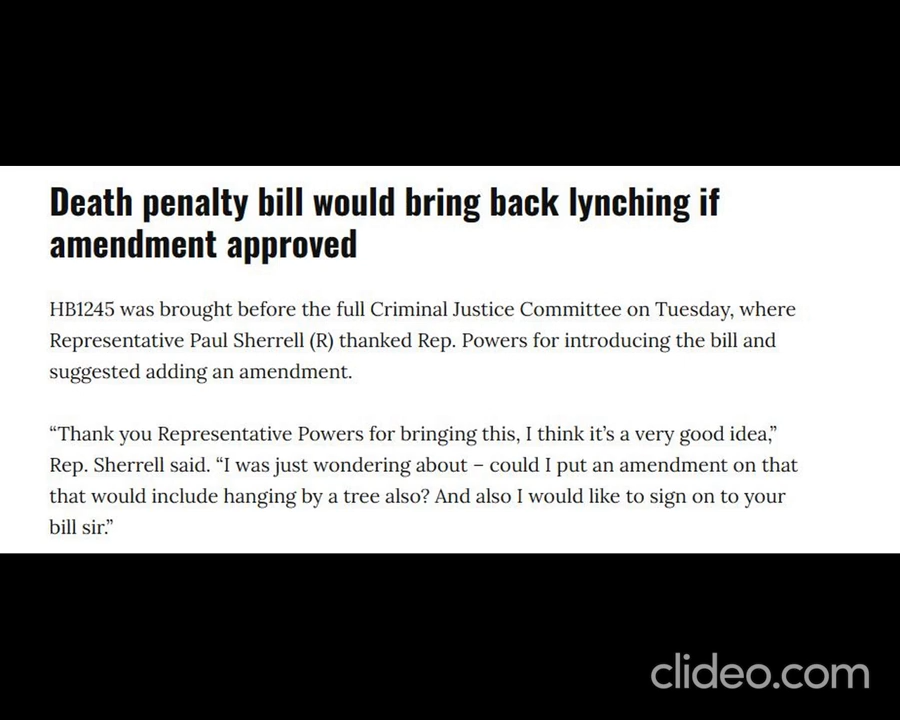 Death penalty bill would bring back lynching if
amendment approved
HB1245 was brought before the full Criminal Justice Committee on Tuesday, where
Representative Paul Sherrell (R) thanked Rep. Powers for introducing the bill and
suggested adding an amendment.
“Thank you Representative Powers for bringing this, I think it’s a very good idea,”
Rep. Sherrell said. “I was just wondering about – could I put an amendment on that
that would include hanging by a tree also? And also I would like to sign on to your
bill sir.”
clideo.com